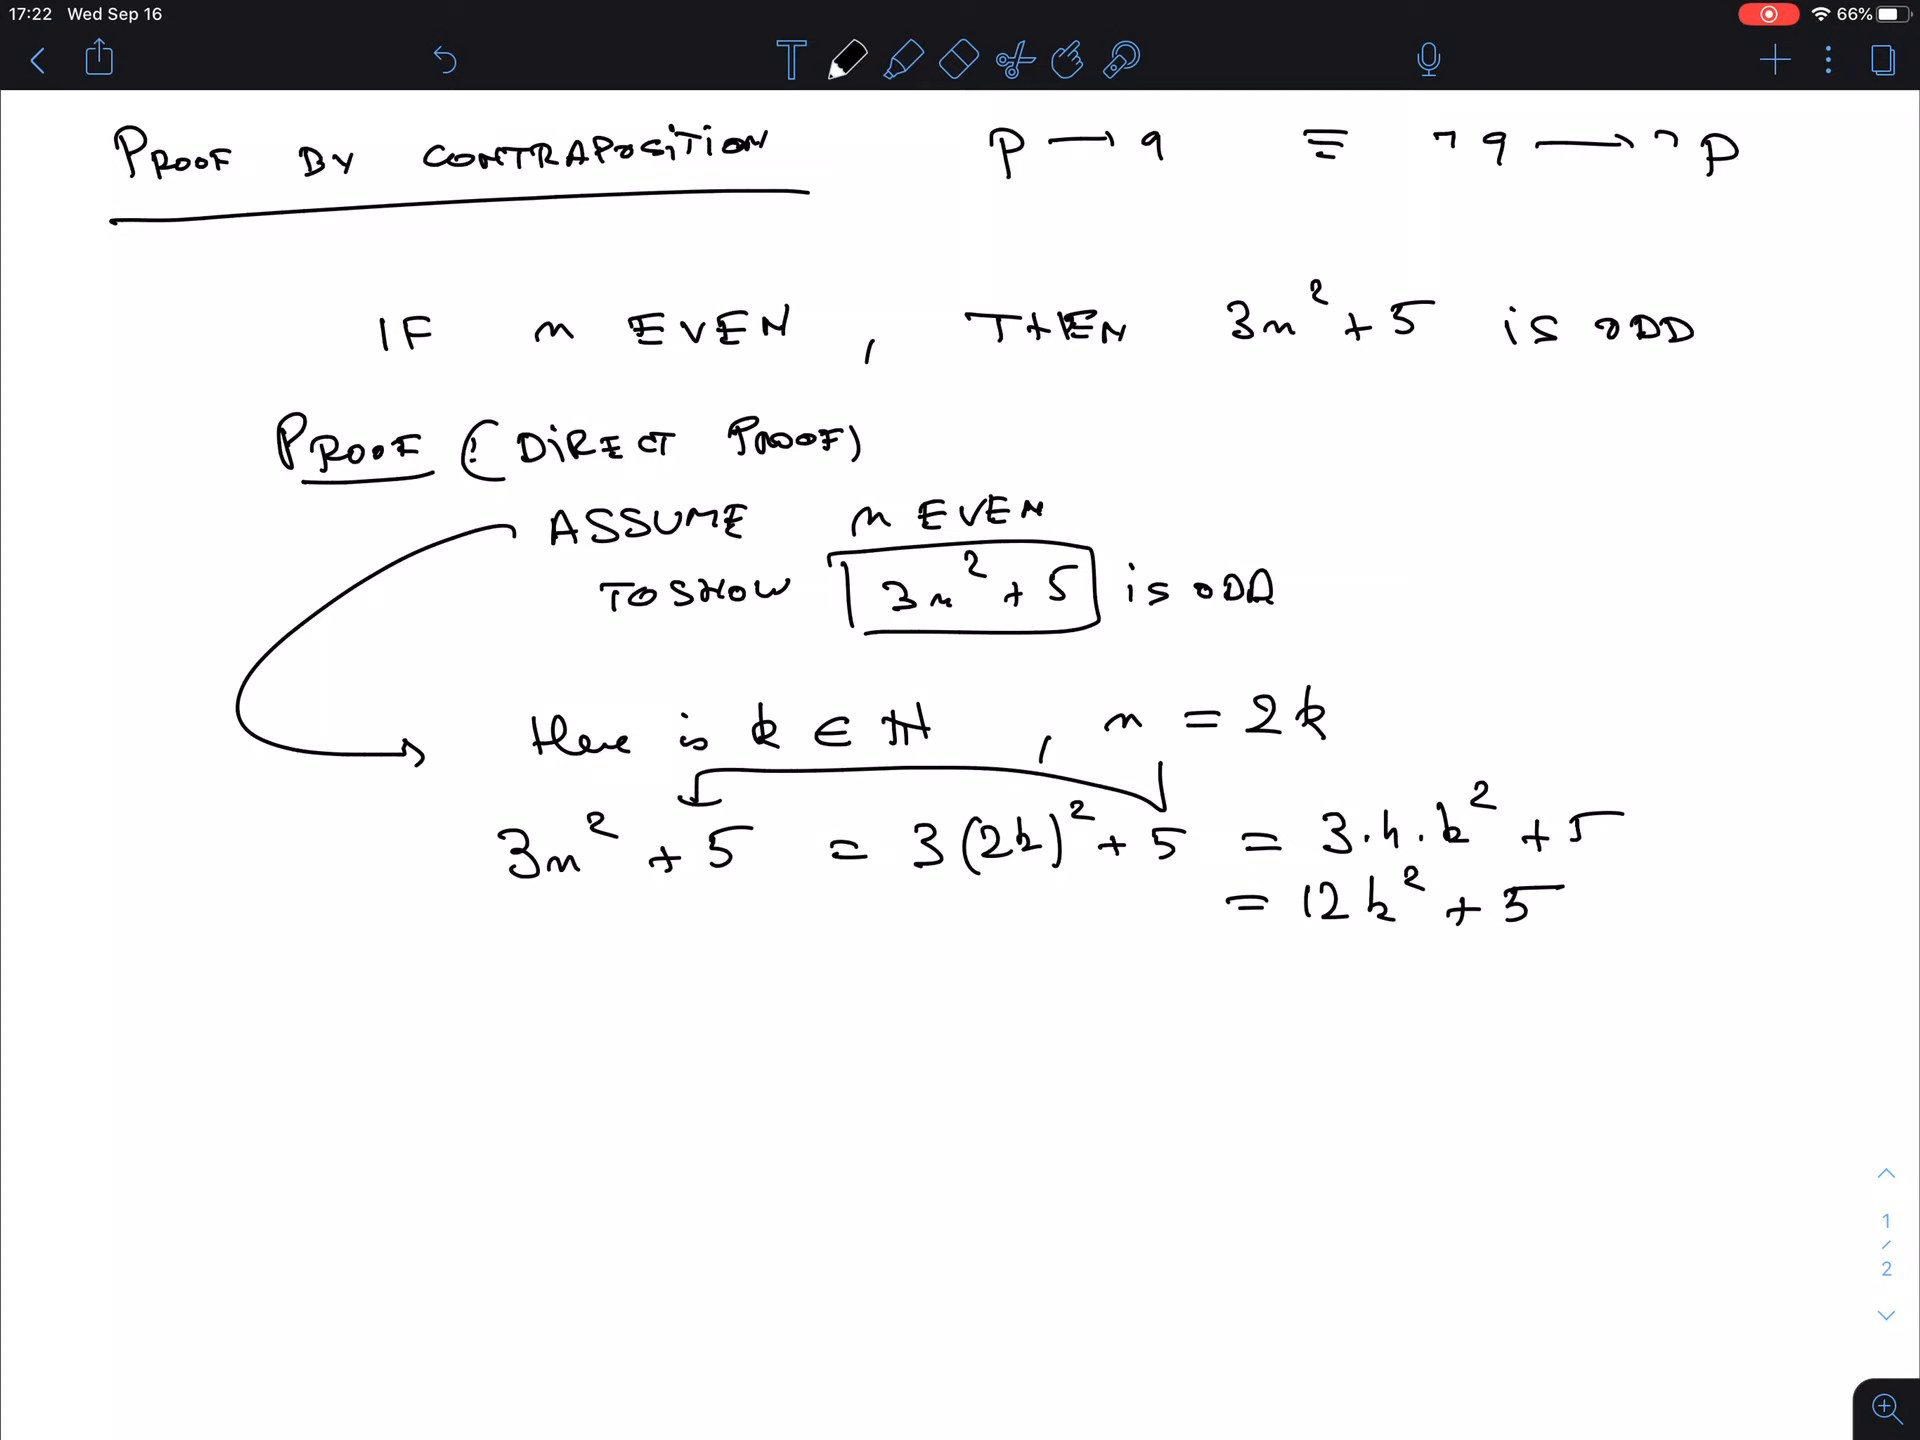 17:22 Wed Sep 16 66%
PROOF BY CONTRAPOSITION p → q ≡ ¬q → ¬p
IF n EVEN, THEN 3n² + 5 is ODD
PROOF (: DIRECT PROOF)
ASSUME n EVEN
TO SHOW 3n² + 5 is ODD
there is k ∈ ℕ, n = 2k
3n² + 5 = 3(2k)² + 5 = 3.4.k² + 5
= 12k² + 5
1
/
2